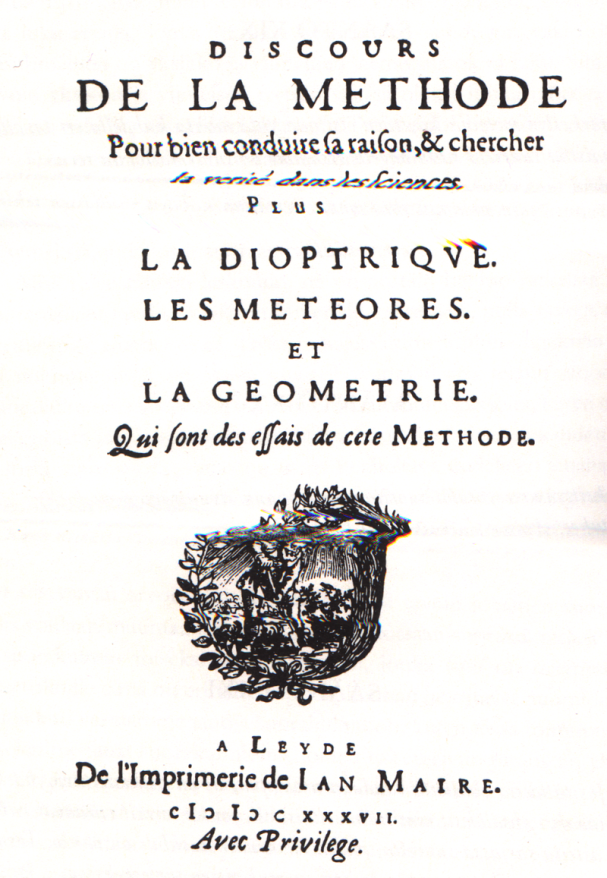 DISCOURS
DE LA METHODE
Pour bien conduire ſa raiſon, & chercher
la verité dans les ſciences.
PLUS
LA DIOPTRIQVE.
LES METEORES.
ET
LA GEOMETRIE.
Qui ſont des eſſais de cete METHODE.
A LEYDE
De l'Imprimerie de IAN MAIRE.
cIↃ IↃ xxxvii.
Avec Privilege.